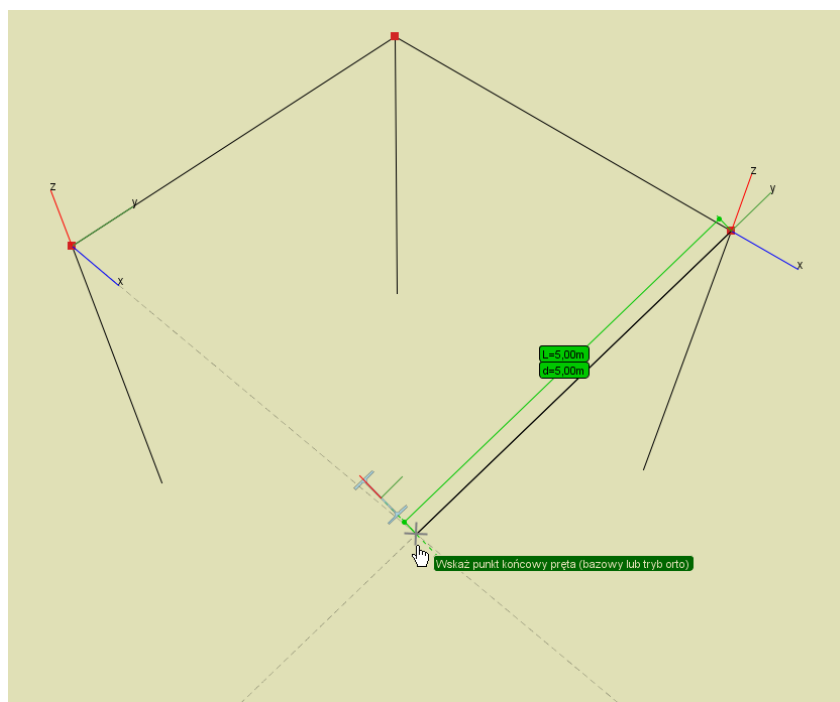 z
y
x
z
y
x
L=5,00m
d=5,00m
Wskaż punkt końcowy pręta (bazowy lub tryb orto)